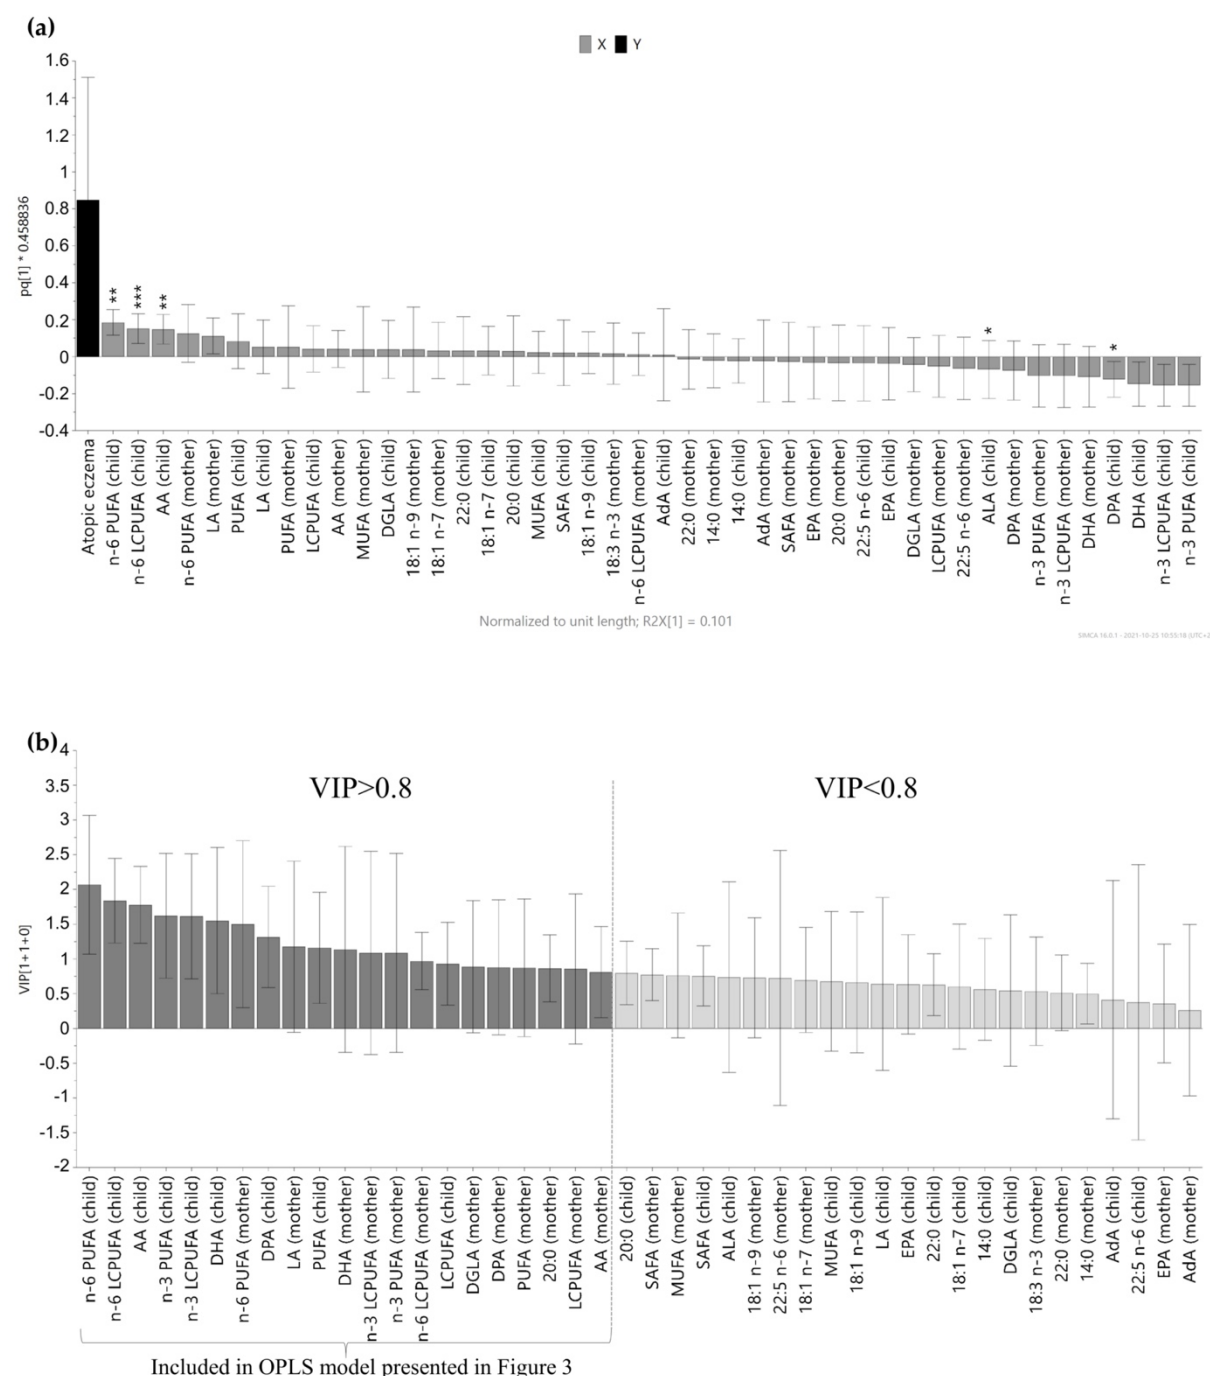 (a)
X Y
1.6
1.4
1.2
1
0.8
0.6
0.4
0.2
0
-0.2
-0.4
pq[1] * 0.458836
**
***
**
*
*
Atopic eczema
n-6 PUFA (child)
n-6 LCPUFA (child)
AA (child)
n-6 PUFA (mother)
LA (mother)
PUFA (child)
LA (child)
PUFA (mother)
LCPUFA (child)
AA (mother)
MUFA (mother)
DGLA (child)
18:1 n-9 (mother)
18:1 n-7 (mother)
22:0 (child)
18:1 n-7 (child)
20:0 (child)
MUFA (child)
SAFA (child)
18:1 n-9 (child)
18:3 n-3 (mother)
n-6 LCPUFA (mother)
AdA (child)
22:0 (mother)
14:0 (mother)
14:0 (child)
AdA (mother)
SAFA (mother)
EPA (mother)
20:0 (mother)
22:5 n-6 (child)
EPA (child)
DGLA (mother)
LCPUFA (mother)
22:5 n-6 (mother)
ALA (child)
DPA (mother)
n-3 PUFA (mother)
n-3 LCPUFA (mother)
DHA (mother)
DPA (child)
DHA (child)
n-3 LCPUFA (child)
n-3 PUFA (child)
Normalized to unit length; R2X[1] = 0.101
SIMCA 16.0.1 - 2021-10-25 10:55:18 (UTC+2
(b)
4
3.5
3
2.5
2
1.5
1
0.5
0
-0.5
-1
-1.5
-2
VIP[1+1+0]
VIP>0.8
VIP<0.8
n-6 PUFA (child)
n-6 LCPUFA (child)
AA (child)
n-3 PUFA (child)
n-3 LCPUFA (child)
DHA (child)
n-6 PUFA (mother)
DPA (child)
LA (mother)
PUFA (child)
DHA (mother)
n-3 LCPUFA (mother)
n-3 PUFA (mother)
n-6 LCPUFA (mother)
LCPUFA (child)
DGLA (mother)
DPA (mother)
PUFA (mother)
20:0 (mother)
LCPUFA (mother)
AA (mother)
20:0 (child)
SAFA (mother)
MUFA (mother)
SAFA (child)
ALA (child)
18:1 n-9 (mother)
22:5 n-6 (mother)
18:1 n-7 (mother)
MUFA (child)
18:1 n-9 (child)
LA (child)
EPA (child)
22:0 (child)
18:1 n-7 (child)
14:0 (child)
DGLA (child)
18:3 n-3 (mother)
22:0 (mother)
14:0 (mother)
AdA (child)
22:5 n-6 (child)
EPA (mother)
AdA (mother)
Included in OPLS model presented in Figure 3